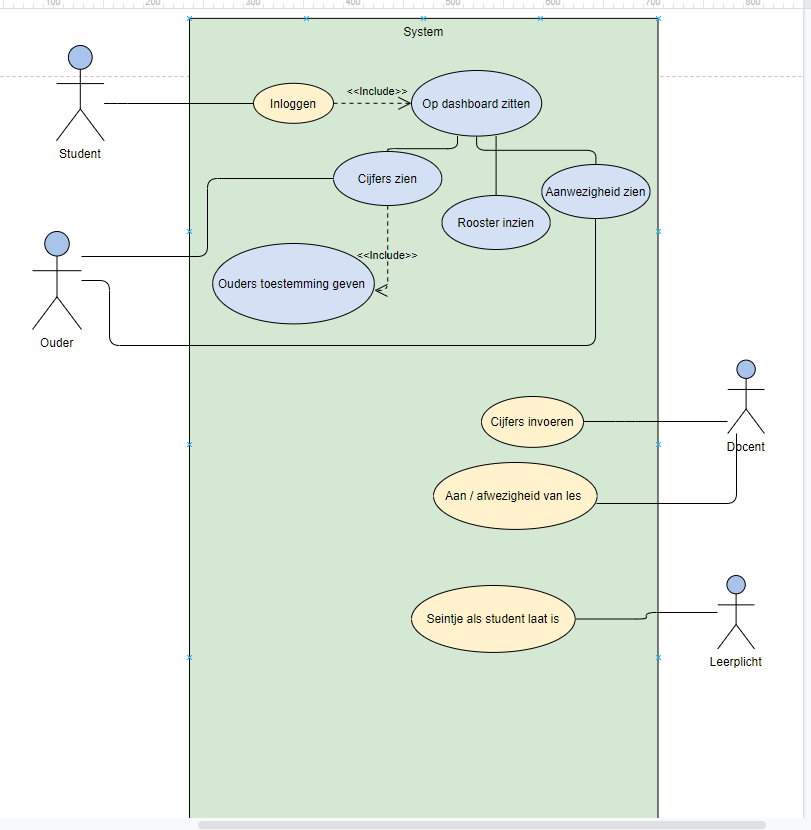 100
200
300
400
500
600
700
800
System
Student
Inloggen
<<Include>>
Op dashboard zitten
Cijfers zien
Aanwezigheid zien
Rooster inzien
Ouder
<<Include>>
Ouders toestemming geven
Cijfers invoeren
Docent
Aan / afwezigheid van les
Seintje als student laat is
Leerplicht